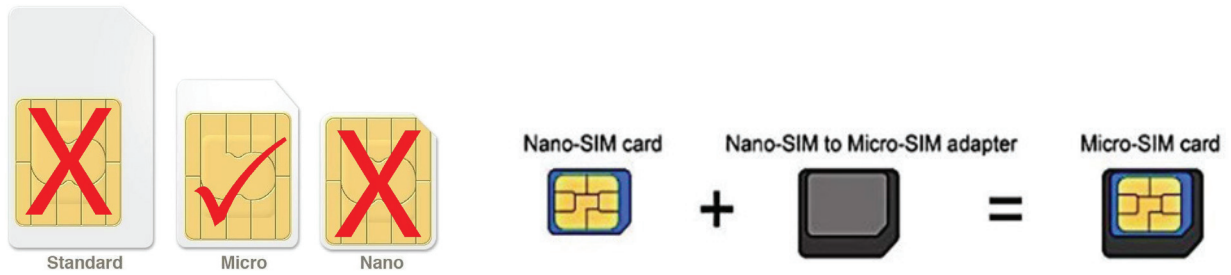 Standard
Micro
Nano
Nano-SIM card
+
Nano-SIM to Micro-SIM adapter
=
Micro-SIM card